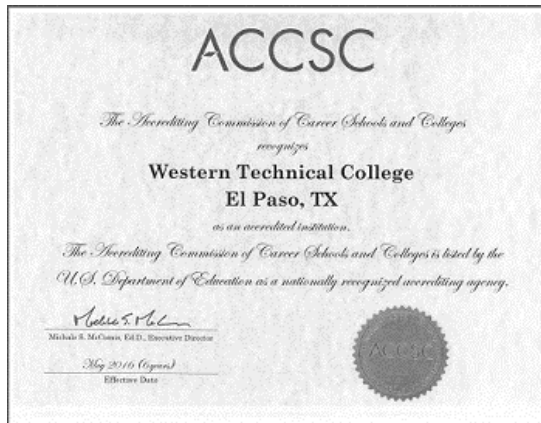 ACCSC
The Accrediting Commission of Career Schools and Colleges
recognizes
Western Technical College
El Paso, TX
as an accredited institution.
The Accrediting Commission of Career Schools and Colleges is listed by the
U.S. Department of Education as a nationally recognized accrediting agency.
Michale S. McComis, Ed.D., Executive Director
May 2016 (6 years)
Effective Date
ACCSC